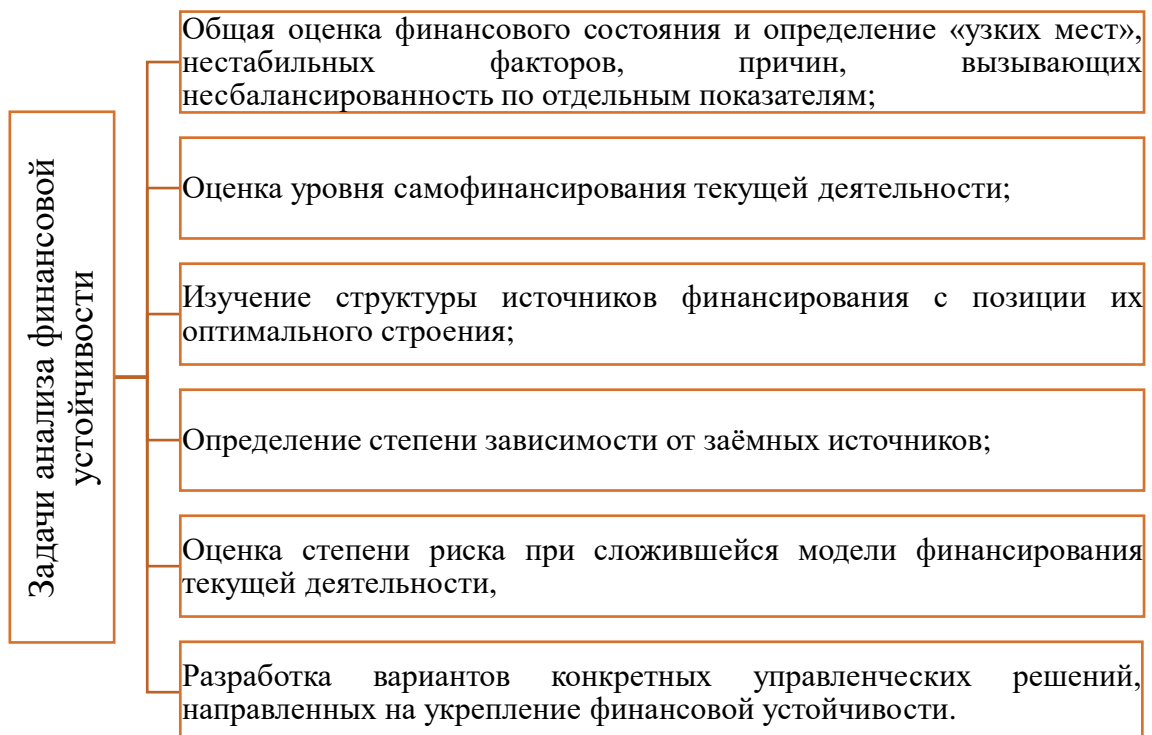 Задачи анализа финансовой
устойчивости
Общая оценка финансового состояния и определение «узких мест»,
нестабильных факторов, причин, вызывающих
несбалансированность по отдельным показателям;
Оценка уровня самофинансирования текущей деятельности;
Изучение структуры источников финансирования с позиции их
оптимального строения;
Определение степени зависимости от заёмных источников;
Оценка степени риска при сложившейся модели финансирования
текущей деятельности,
Разработка вариантов конкретных управленческих решений,
направленных на укрепление финансовой устойчивости.